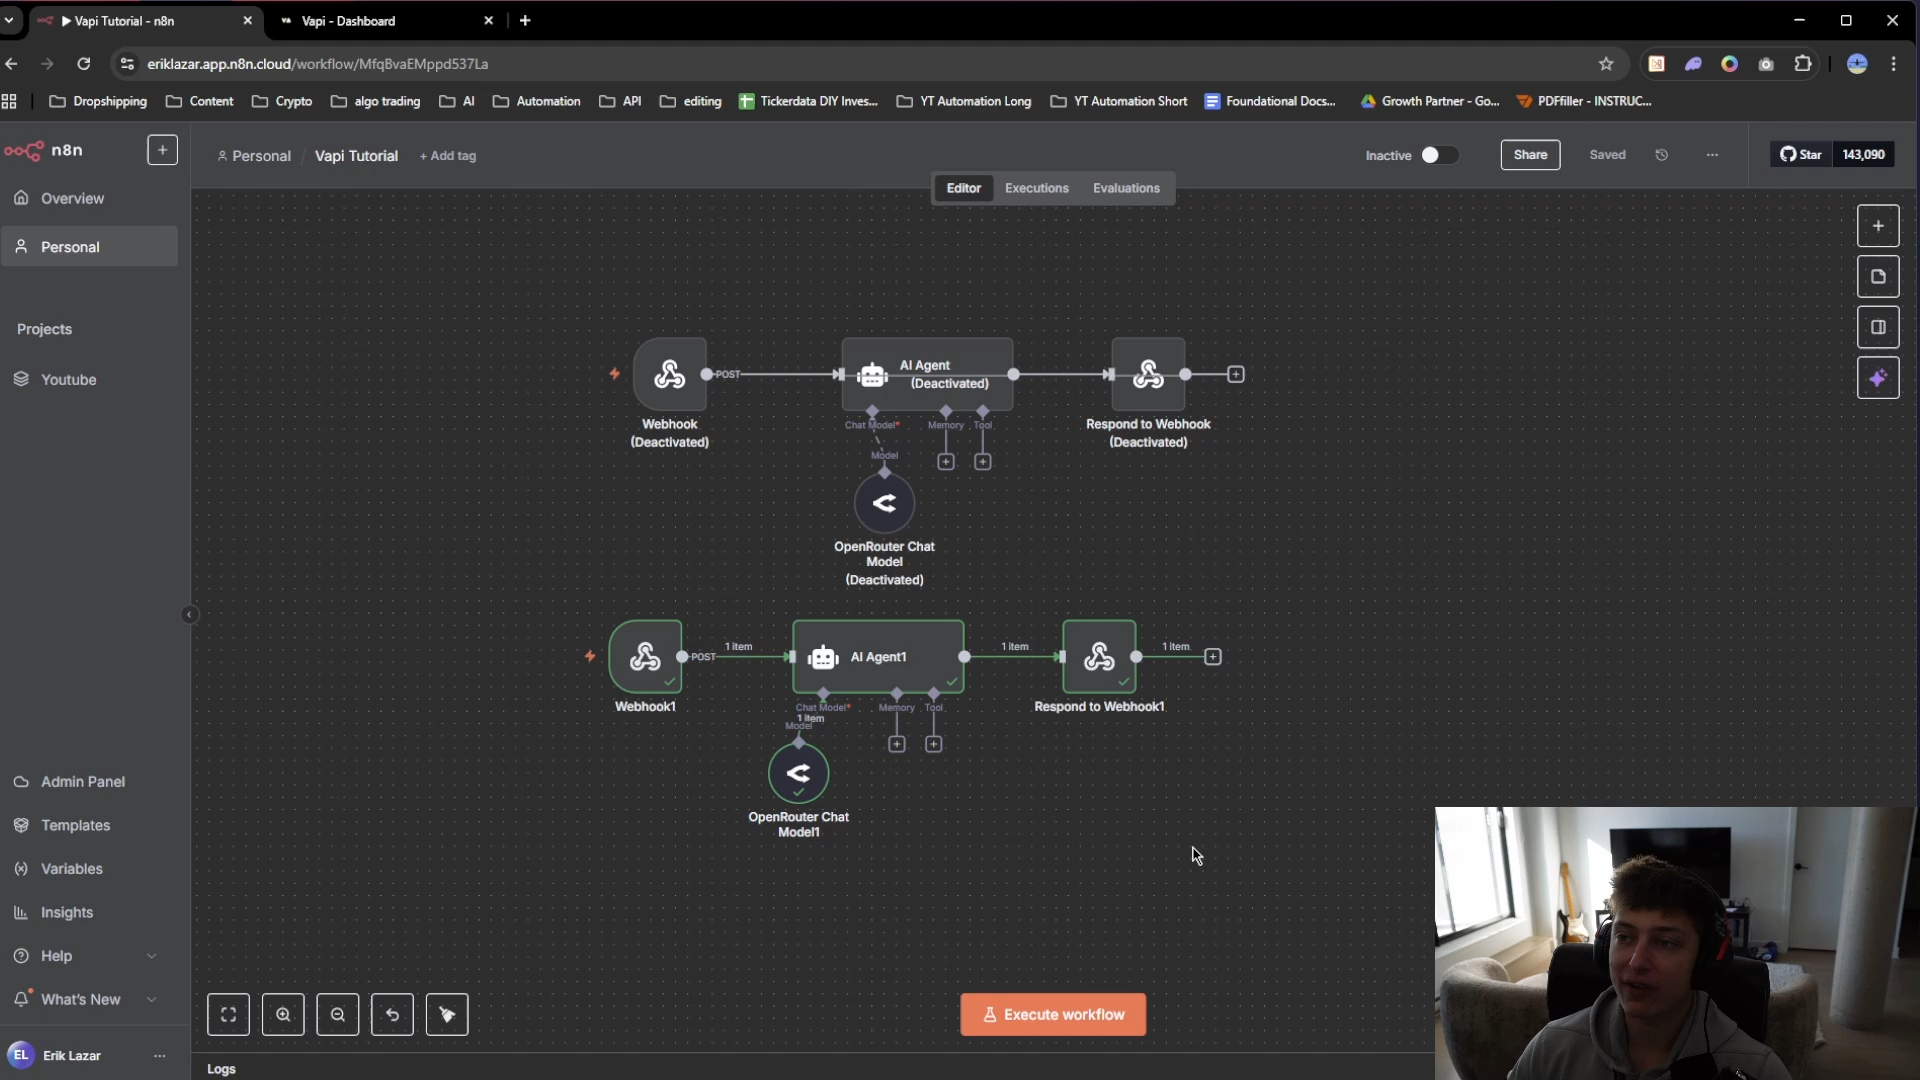 Vapi Tutorial - n8n
Vapi - Dashboard
eriklazar.app.n8n.cloud/workflow/MfqBvaEMppd537La
Dropshipping
Content
Crypto
algo trading
AI
Automation
API
editing
Tickerdata DIY Inves...
YT Automation Long
YT Automation Short
Foundational Docs...
Growth Partner - Go...
PDFfiller - INSTRUC...
n8n
Personal / Vapi Tutorial + Add tag
Inactive
Share
Saved
...
Star 143,090
Editor
Executions
Evaluations
Overview
Personal
Projects
Youtube
POST
AI Agent
(Deactivated)
Webhook
(Deactivated)
Chat Model*
Memory
Tool
Respond to Webhook
(Deactivated)
Model
OpenRouter Chat
Model
(Deactivated)
POST
1 item
AI Agent1
1 item
1 item
Webhook1
Chat Model*
Memory
Tool
Respond to Webhook1
1 item
Model
OpenRouter Chat
Model1
Admin Panel
Templates
Variables
Insights
Help
What's New
EL Erik Lazar ...
Execute workflow
Logs